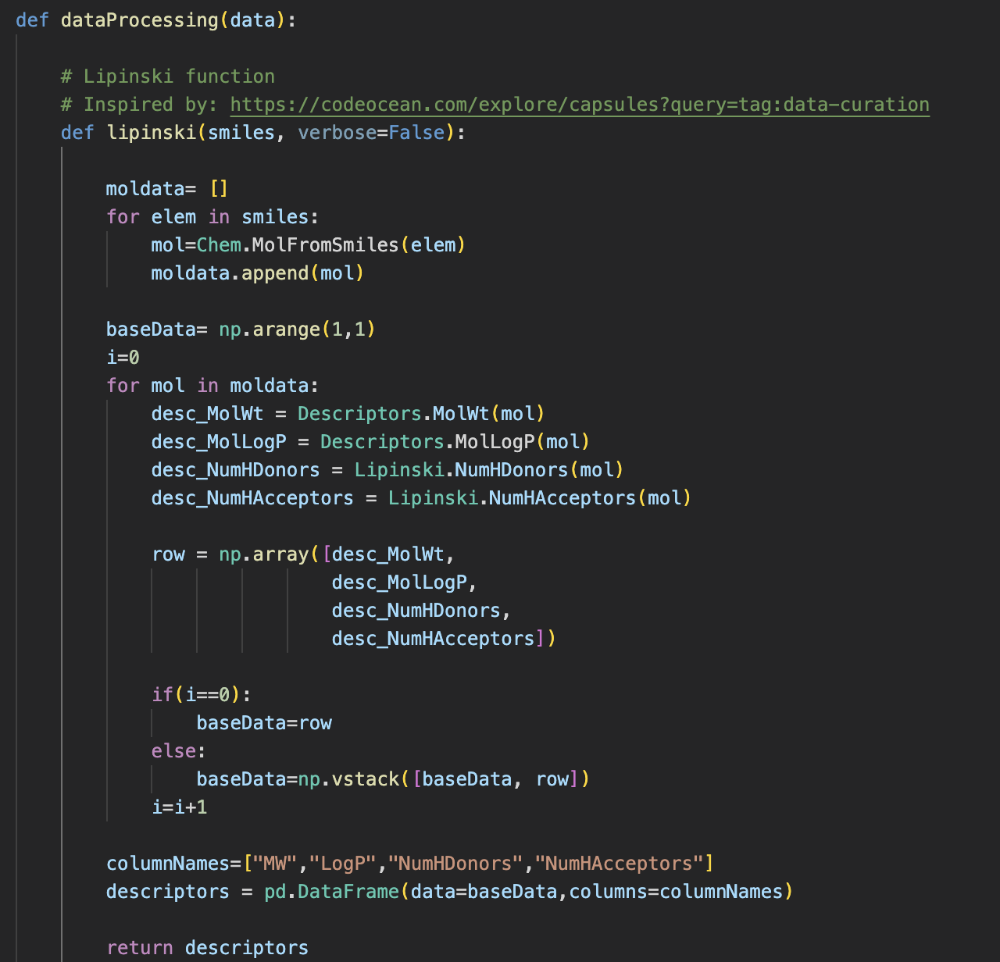 def dataProcessing(data):
# Lipinski function
# Inspired by: https://codeocean.com/explore/capsules?query=tag:data-curation
def lipinski(smiles, verbose=False):
moldata= []
for elem in smiles:
mol=Chem.MolFromSmiles(elem)
moldata.append(mol)
baseData= np.arange(1,1)
i=0
for mol in moldata:
desc_MolWt = Descriptors.MolWt(mol)
desc_MolLogP = Descriptors.MolLogP(mol)
desc_NumHDonors = Lipinski.NumHDonors(mol)
desc_NumHAcceptors = Lipinski.NumHAcceptors(mol)
row = np.array([desc_MolWt,
desc_MolLogP,
desc_NumHDonors,
desc_NumHAcceptors])
if(i==0):
baseData=row
else:
baseData=np.vstack([baseData, row])
i=i+1
columnNames=["MW","LogP","NumHDonors","NumHAcceptors"]
descriptors = pd.DataFrame(data=baseData,columns=columnNames)
return descriptors